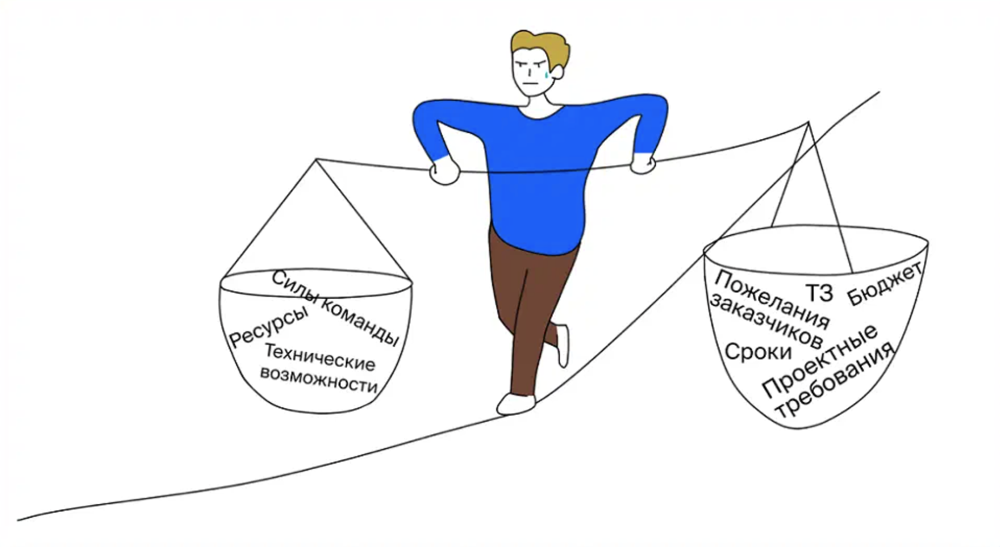 Силы команды
Ресурсы
Технические
возможности
Пожелания
заказчиков
ТЗ
Бюджет
Сроки
Проектные
требования